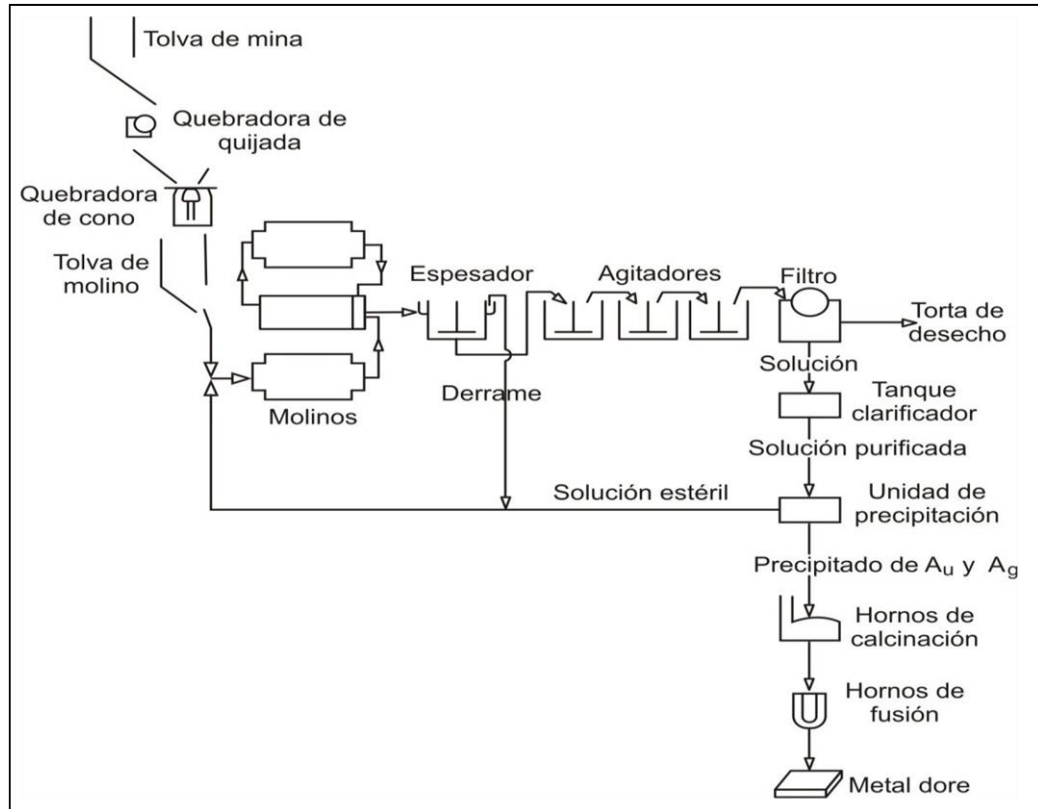 Tolva de mina
Quebradora de
quijada
Quebradora
de cono
Tolva de
molino
Molinos
Espesador
Derrame
Agitadores
Filtro
Torta de
desecho
Solución
Tanque
clarificador
Solución purificada
Solución estéril
Unidad de
precipitación
Precipitado de Au y Ag
Hornos de
calcinación
Hornos de
fusión
Metal dore